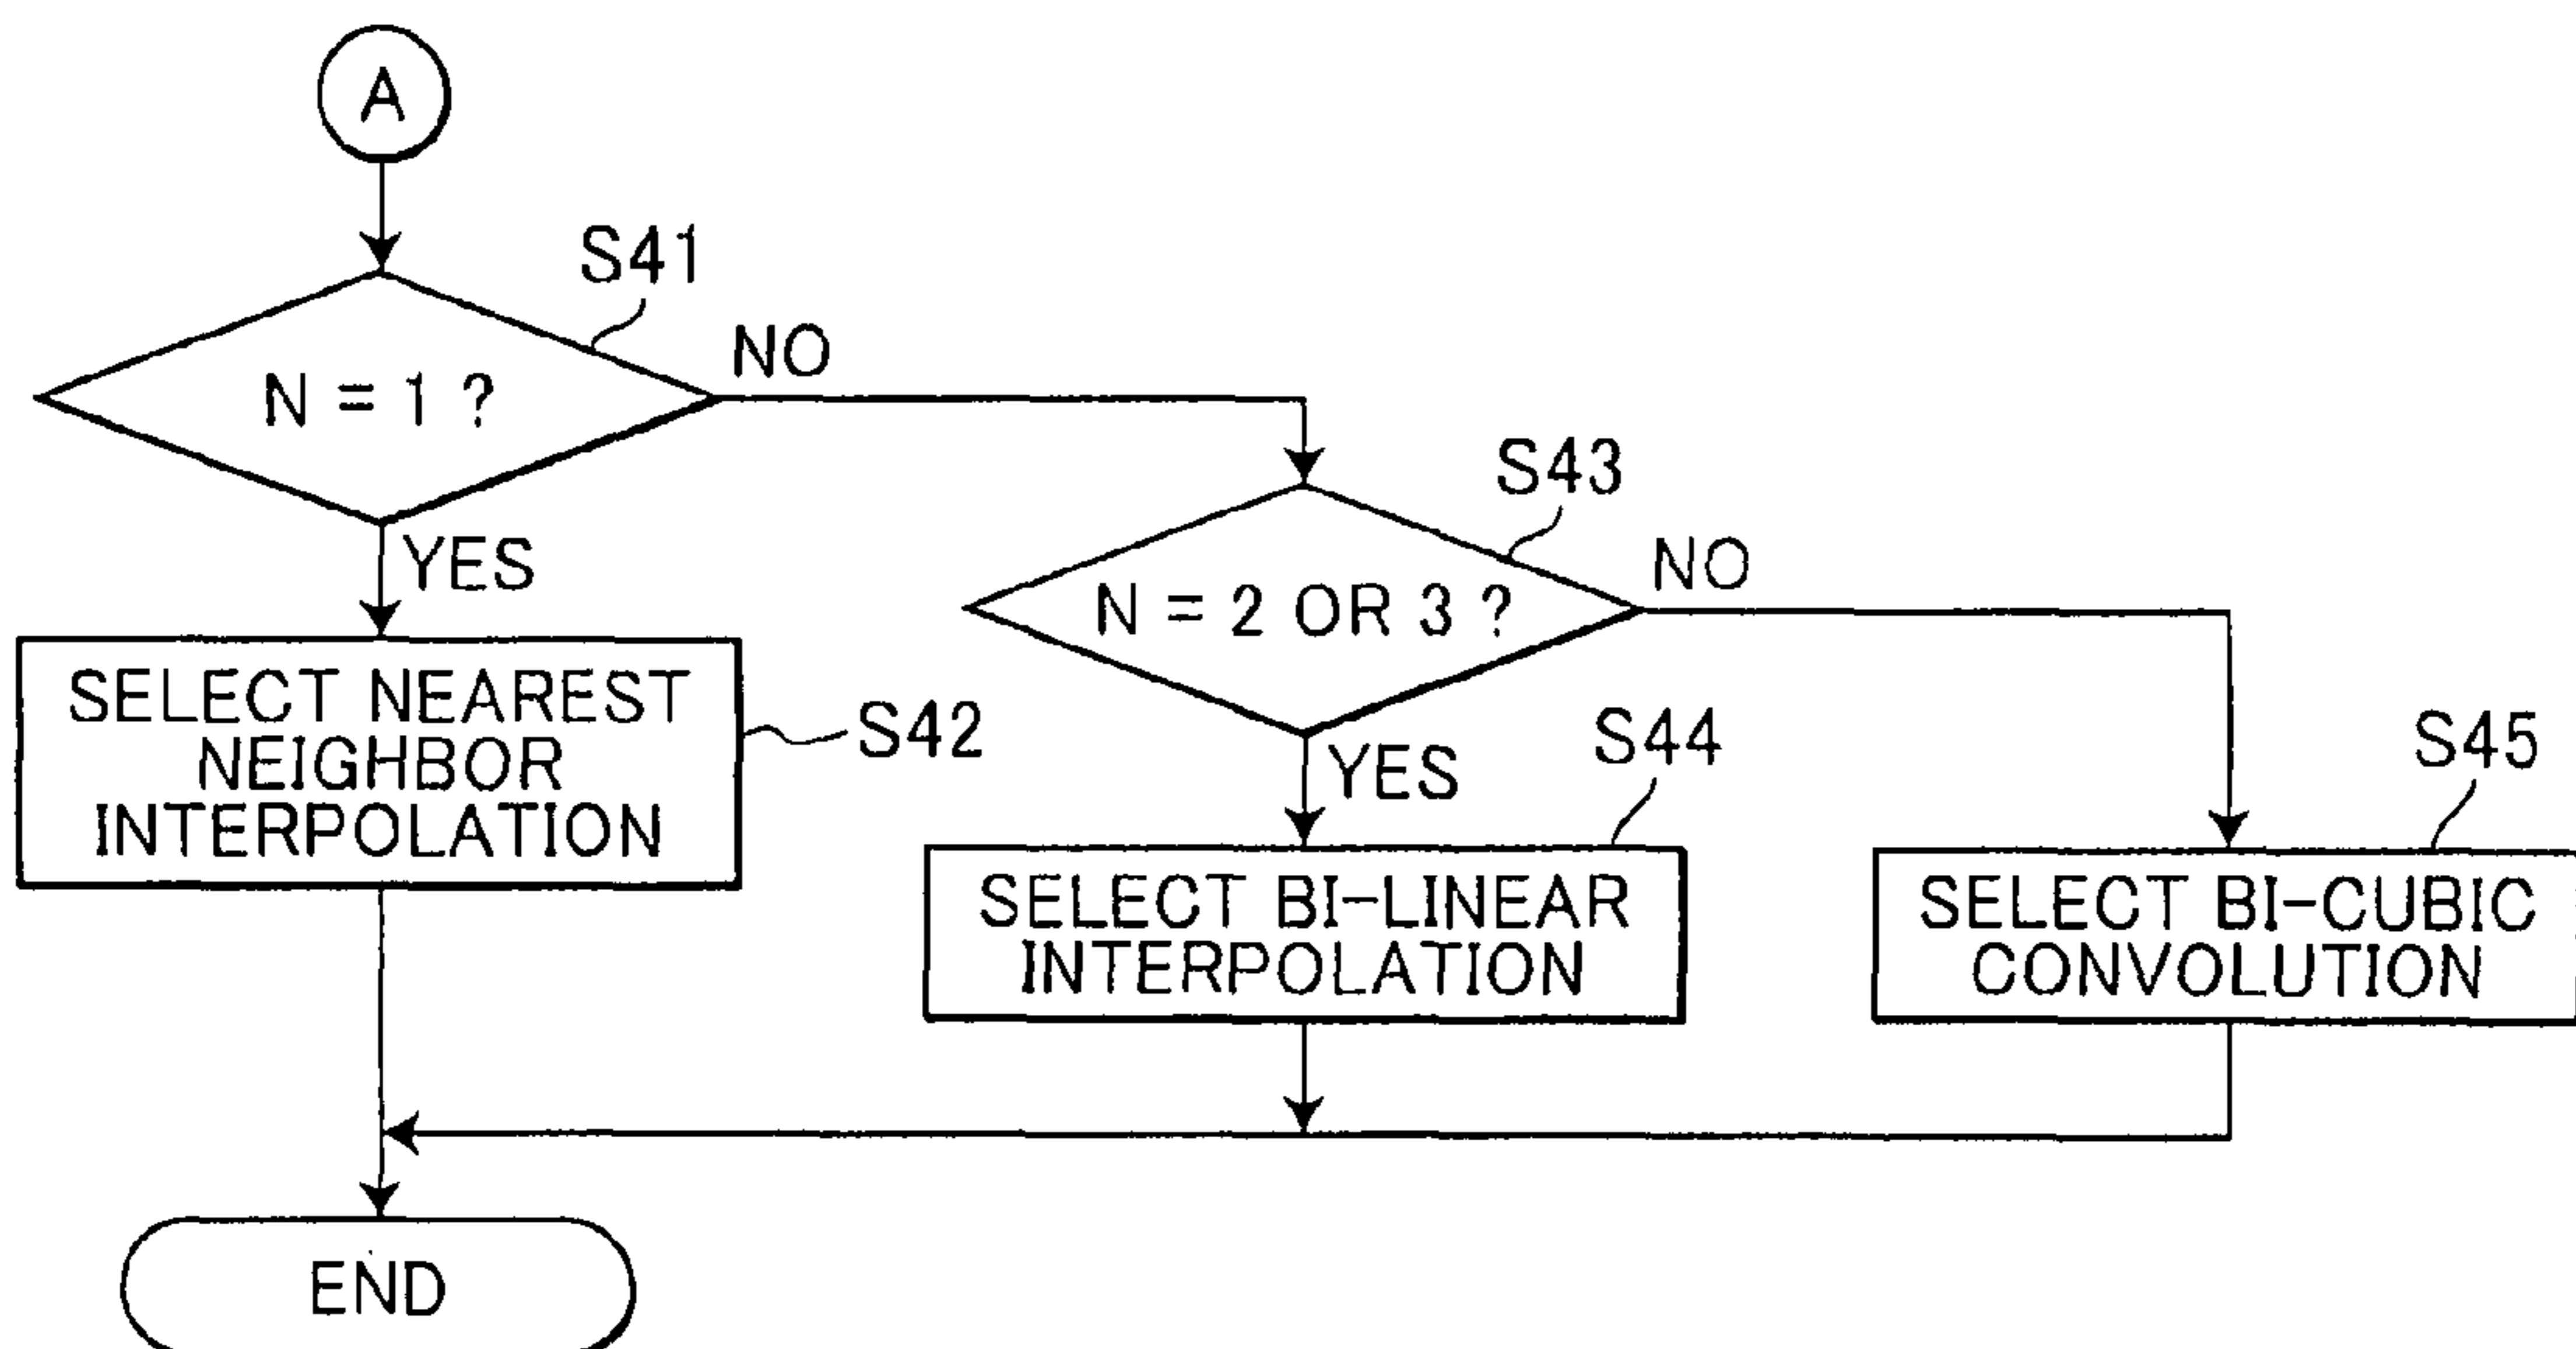 A
S41
N = 1 ?
NO
YES
S43
N = 2 OR 3 ?
NO
YES
SELECT NEAREST
NEIGHBOR
INTERPOLATION
S42
S44
SELECT BI-LINEAR
INTERPOLATION
S45
SELECT BI-CUBIC
CONVOLUTION
END